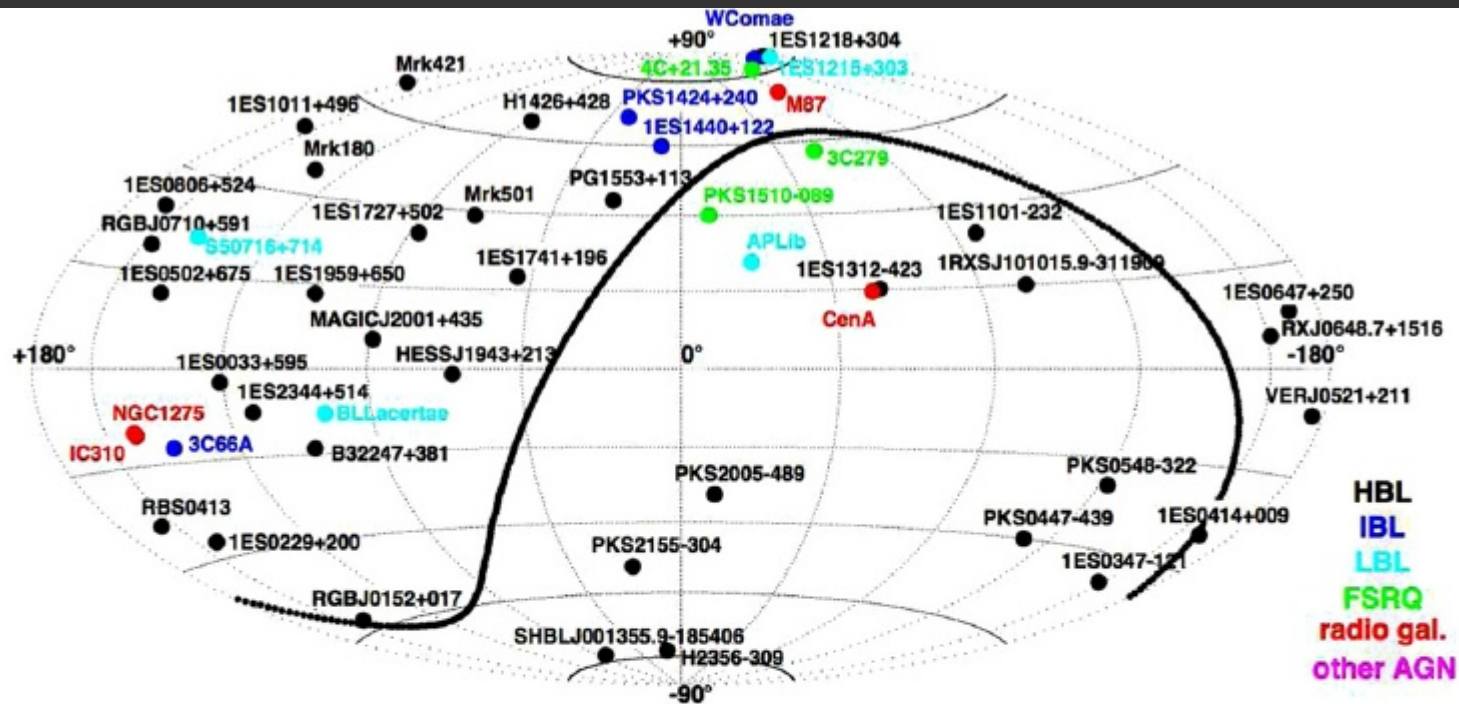 WComae
+90°
1ES1218+304
Mrk421
4C+21.35
1ES1215+303
1ES1011+496
H1426+428
PKS1424+240
M87
1ES1440+122
Mrk180
3C279
1ES0806+524
PG1553+113
RGBJ0710+591
1ES1727+502
Mrk501
PKS1510-089
1ES1101-232
S50716+714
APLib
1ES0502+675
1ES1959+650
1ES1741+196
1ES1312-423
1RXSJ101015.9-311909
1ES0647+250
MAGICJ2001+435
CenA
RXJ0648.7+1516
+180°
1ES0033+595
HESSJ1943+213
0°
-180°
1ES2344+514
VERJ0521+211
NGC1275
BLLacertae
IC310
3C66A
B32247+381
PKS2005-489
PKS0548-322
HBL
RBS0413
PKS0447-439
1ES0414+009
IBL
1ES0229+200
PKS2155-304
1ES0347-121
LBL
RGBJ0152+017
FSRQ
SHBLJ001355.9-185406
radio gal.
H2356-309
other AGN
-90°